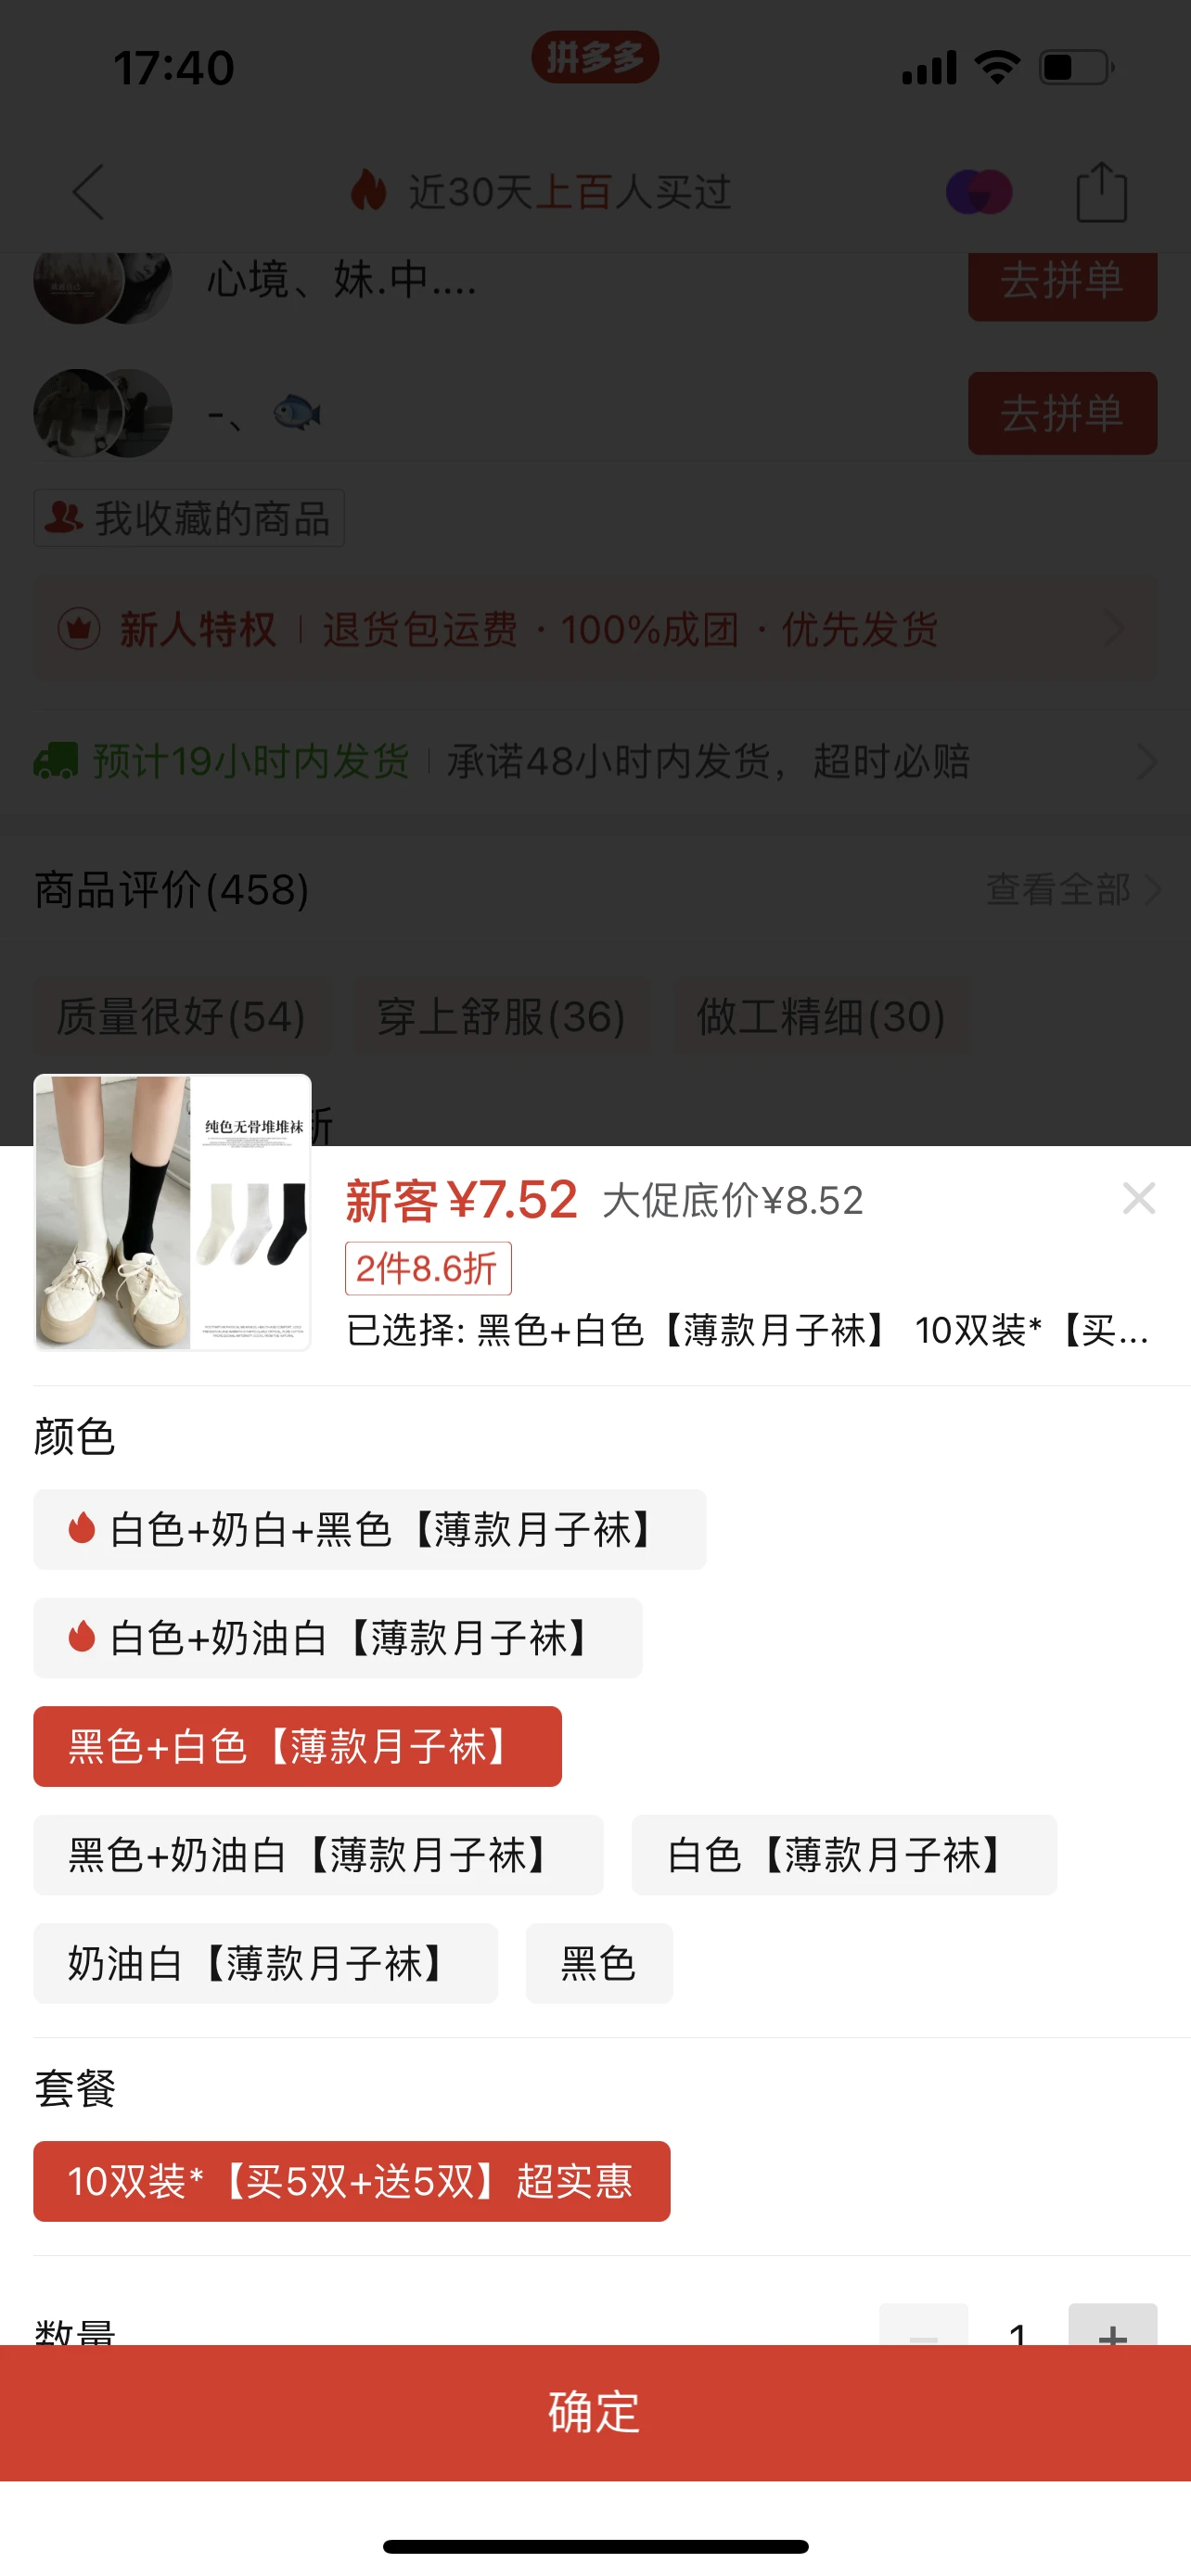 17:40
拼多多
近30天上百人买过
心境、妹.中....
去拼单
-、🐟
去拼单
我收藏的商品
新人特权 | 退货包运费 · 100%成团 · 优先发货
预计19小时内发货 | 承诺48小时内发货，超时必赔
商品评价(458)
查看全部
质量很好(54) 穿上舒服(36) 做工精细(30)
纯色无骨堆堆袜
新客¥7.52 大促底价¥8.52
2件8.6折
已选择: 黑色+白色【薄款月子袜】 10双装*【买...
颜色
白色+奶白+黑色【薄款月子袜】
白色+奶油白【薄款月子袜】
黑色+白色【薄款月子袜】
黑色+奶油白【薄款月子袜】 白色【薄款月子袜】
奶油白【薄款月子袜】 黑色
套餐
10双装*【买5双+送5双】超实惠
数量
1
确定